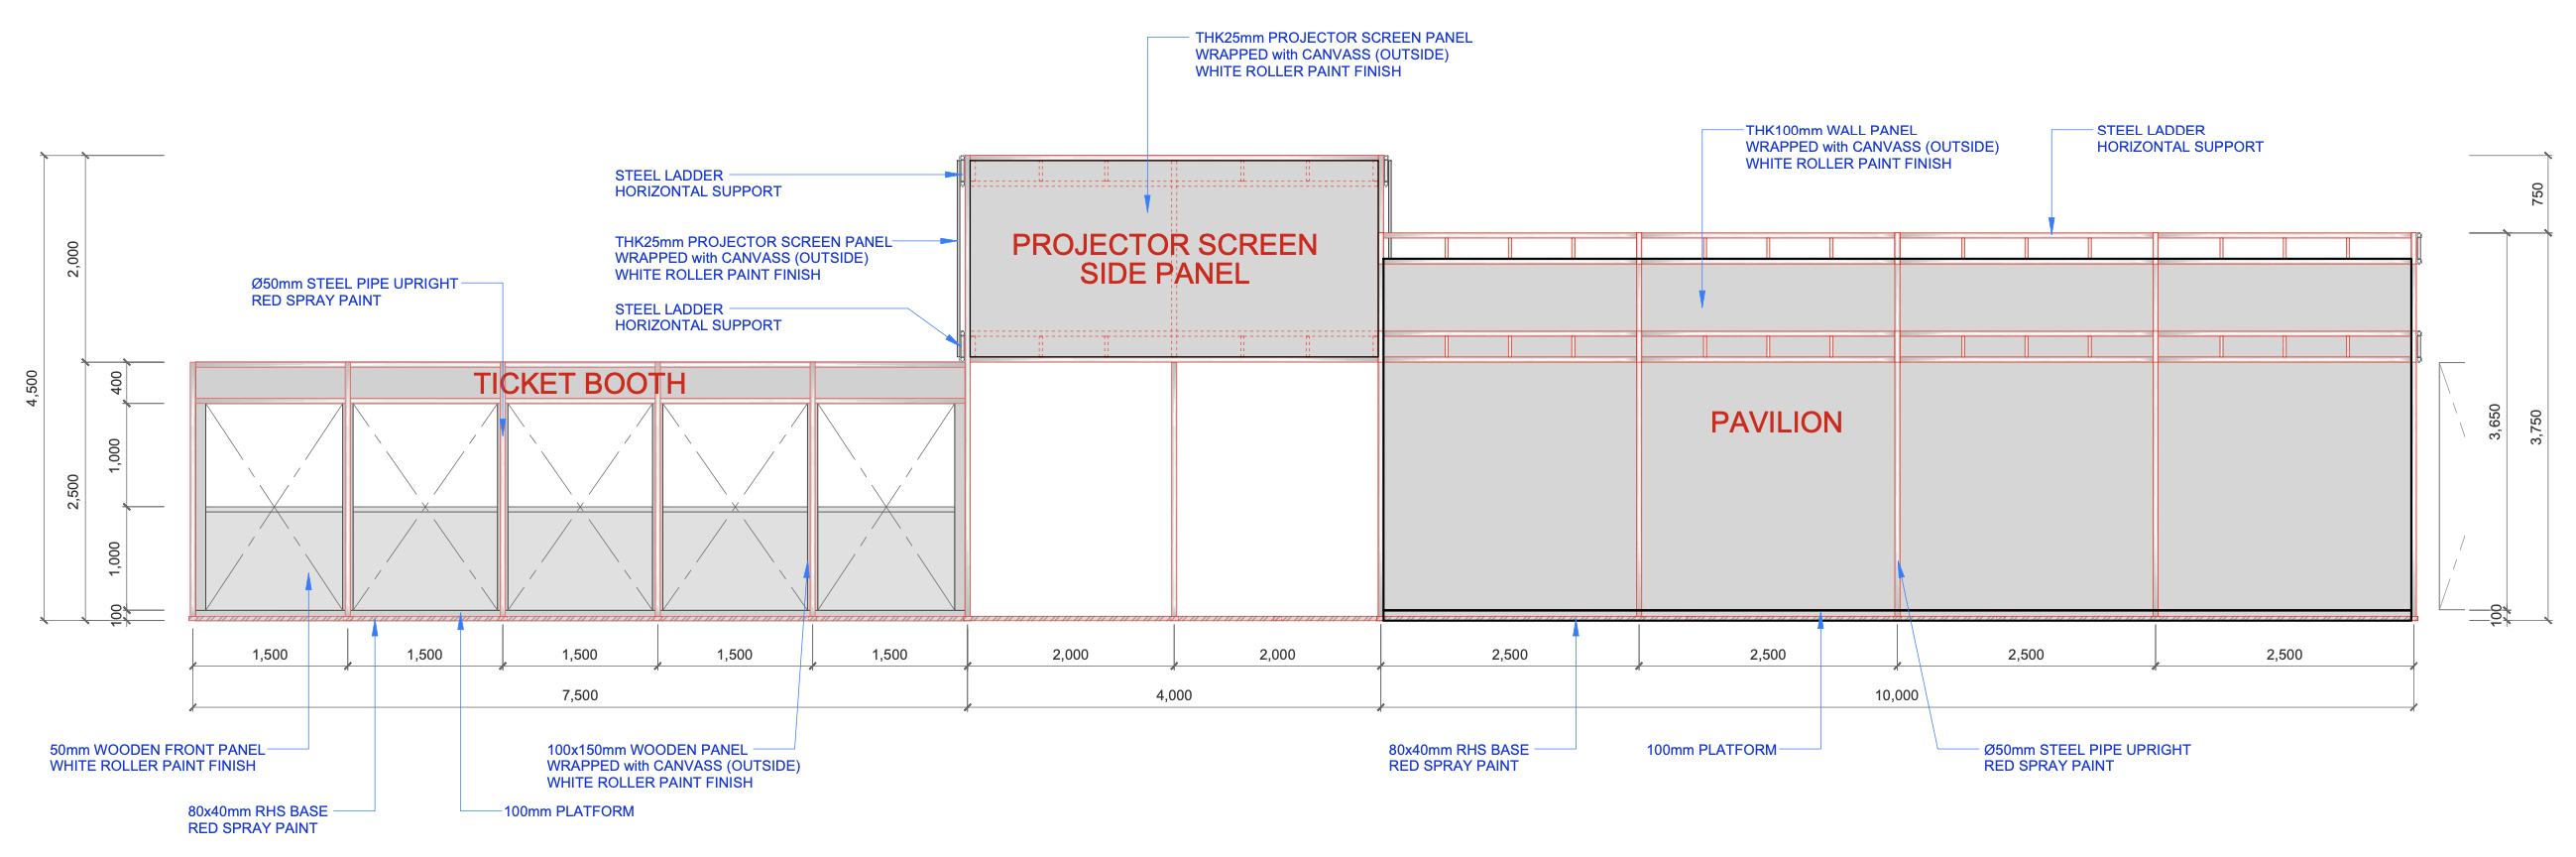 THK25mm PROJECTOR SCREEN PANEL
WRAPPED with CANVASS (OUTSIDE)
WHITE ROLLER PAINT FINISH
THK100mm WALL PANEL
WRAPPED with CANVASS (OUTSIDE)
WHITE ROLLER PAINT FINISH
STEEL LADDER
HORIZONTAL SUPPORT
STEEL LADDER
HORIZONTAL SUPPORT
THK25mm PROJECTOR SCREEN PANEL
WRAPPED with CANVASS (OUTSIDE)
WHITE ROLLER PAINT FINISH
STEEL LADDER
HORIZONTAL SUPPORT
Ø50mm STEEL PIPE UPRIGHT
RED SPRAY PAINT
PROJECTOR SCREEN
SIDE PANEL
TICKET BOOTH
PAVILION
4,500
2,000
2,500
400
1,000
1,000
100
750
3,650
3,750
100
1,500
1,500
1,500
1,500
1,500
2,000
2,000
2,500
2,500
2,500
2,500
7,500
4,000
10,000
50mm WOODEN FRONT PANEL
WHITE ROLLER PAINT FINISH
80x40mm RHS BASE
RED SPRAY PAINT
100mm PLATFORM
100x150mm WOODEN PANEL
WRAPPED with CANVASS (OUTSIDE)
WHITE ROLLER PAINT FINISH
80x40mm RHS BASE
RED SPRAY PAINT
100mm PLATFORM
Ø50mm STEEL PIPE UPRIGHT
RED SPRAY PAINT